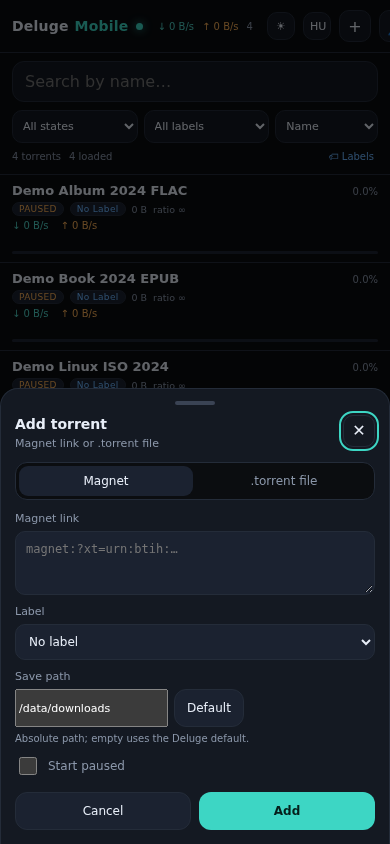 Deluge Mobile ↓ 0 B/s ↑ 0 B/s 4 HU +
Search by name…
All states All labels Name
4 torrents 4 loaded Labels
Demo Album 2024 FLAC 0.0%
PAUSED No Label 0 B ratio ∞
↓ 0 B/s ↑ 0 B/s
Demo Book 2024 EPUB 0.0%
PAUSED No Label 0 B ratio ∞
↓ 0 B/s ↑ 0 B/s
Demo Linux ISO 2024 0.0%
PAUSED No Label 0 B ratio ∞
Add torrent
Magnet link or .torrent file
Magnet .torrent file
Magnet link
magnet:?xt=urn:btih:…
Label
No label
Save path
/data/downloads Default
Absolute path; empty uses the Deluge default.
Start paused
Cancel Add